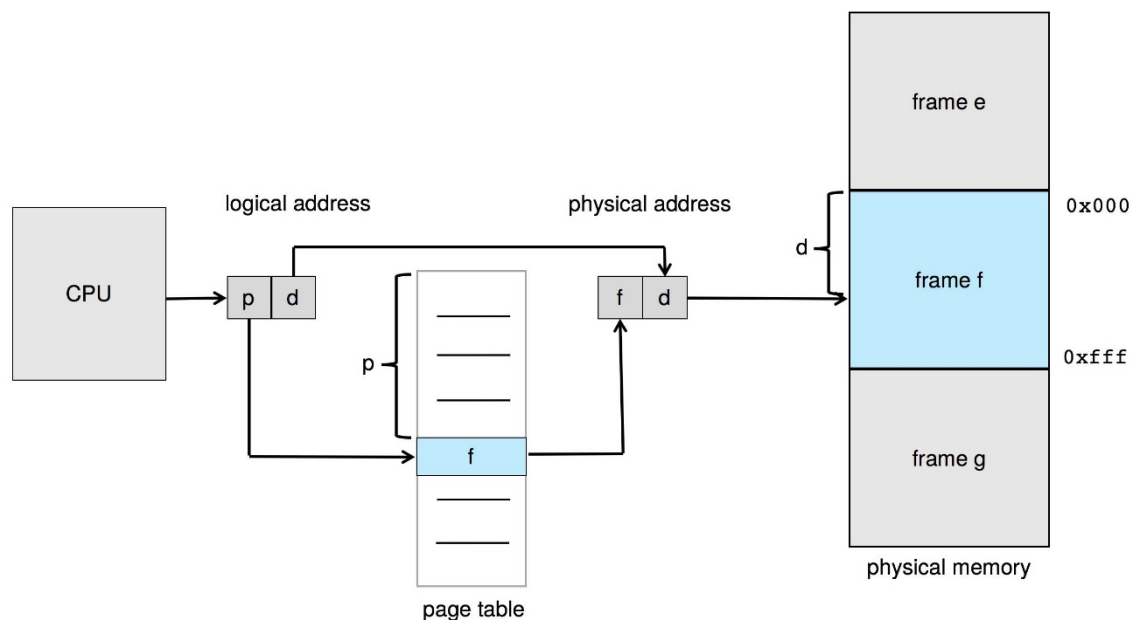 frame e
logical address
physical address
0x000
d
CPU
p d
f d
frame f
p
0xfff
f
frame g
physical memory
page table